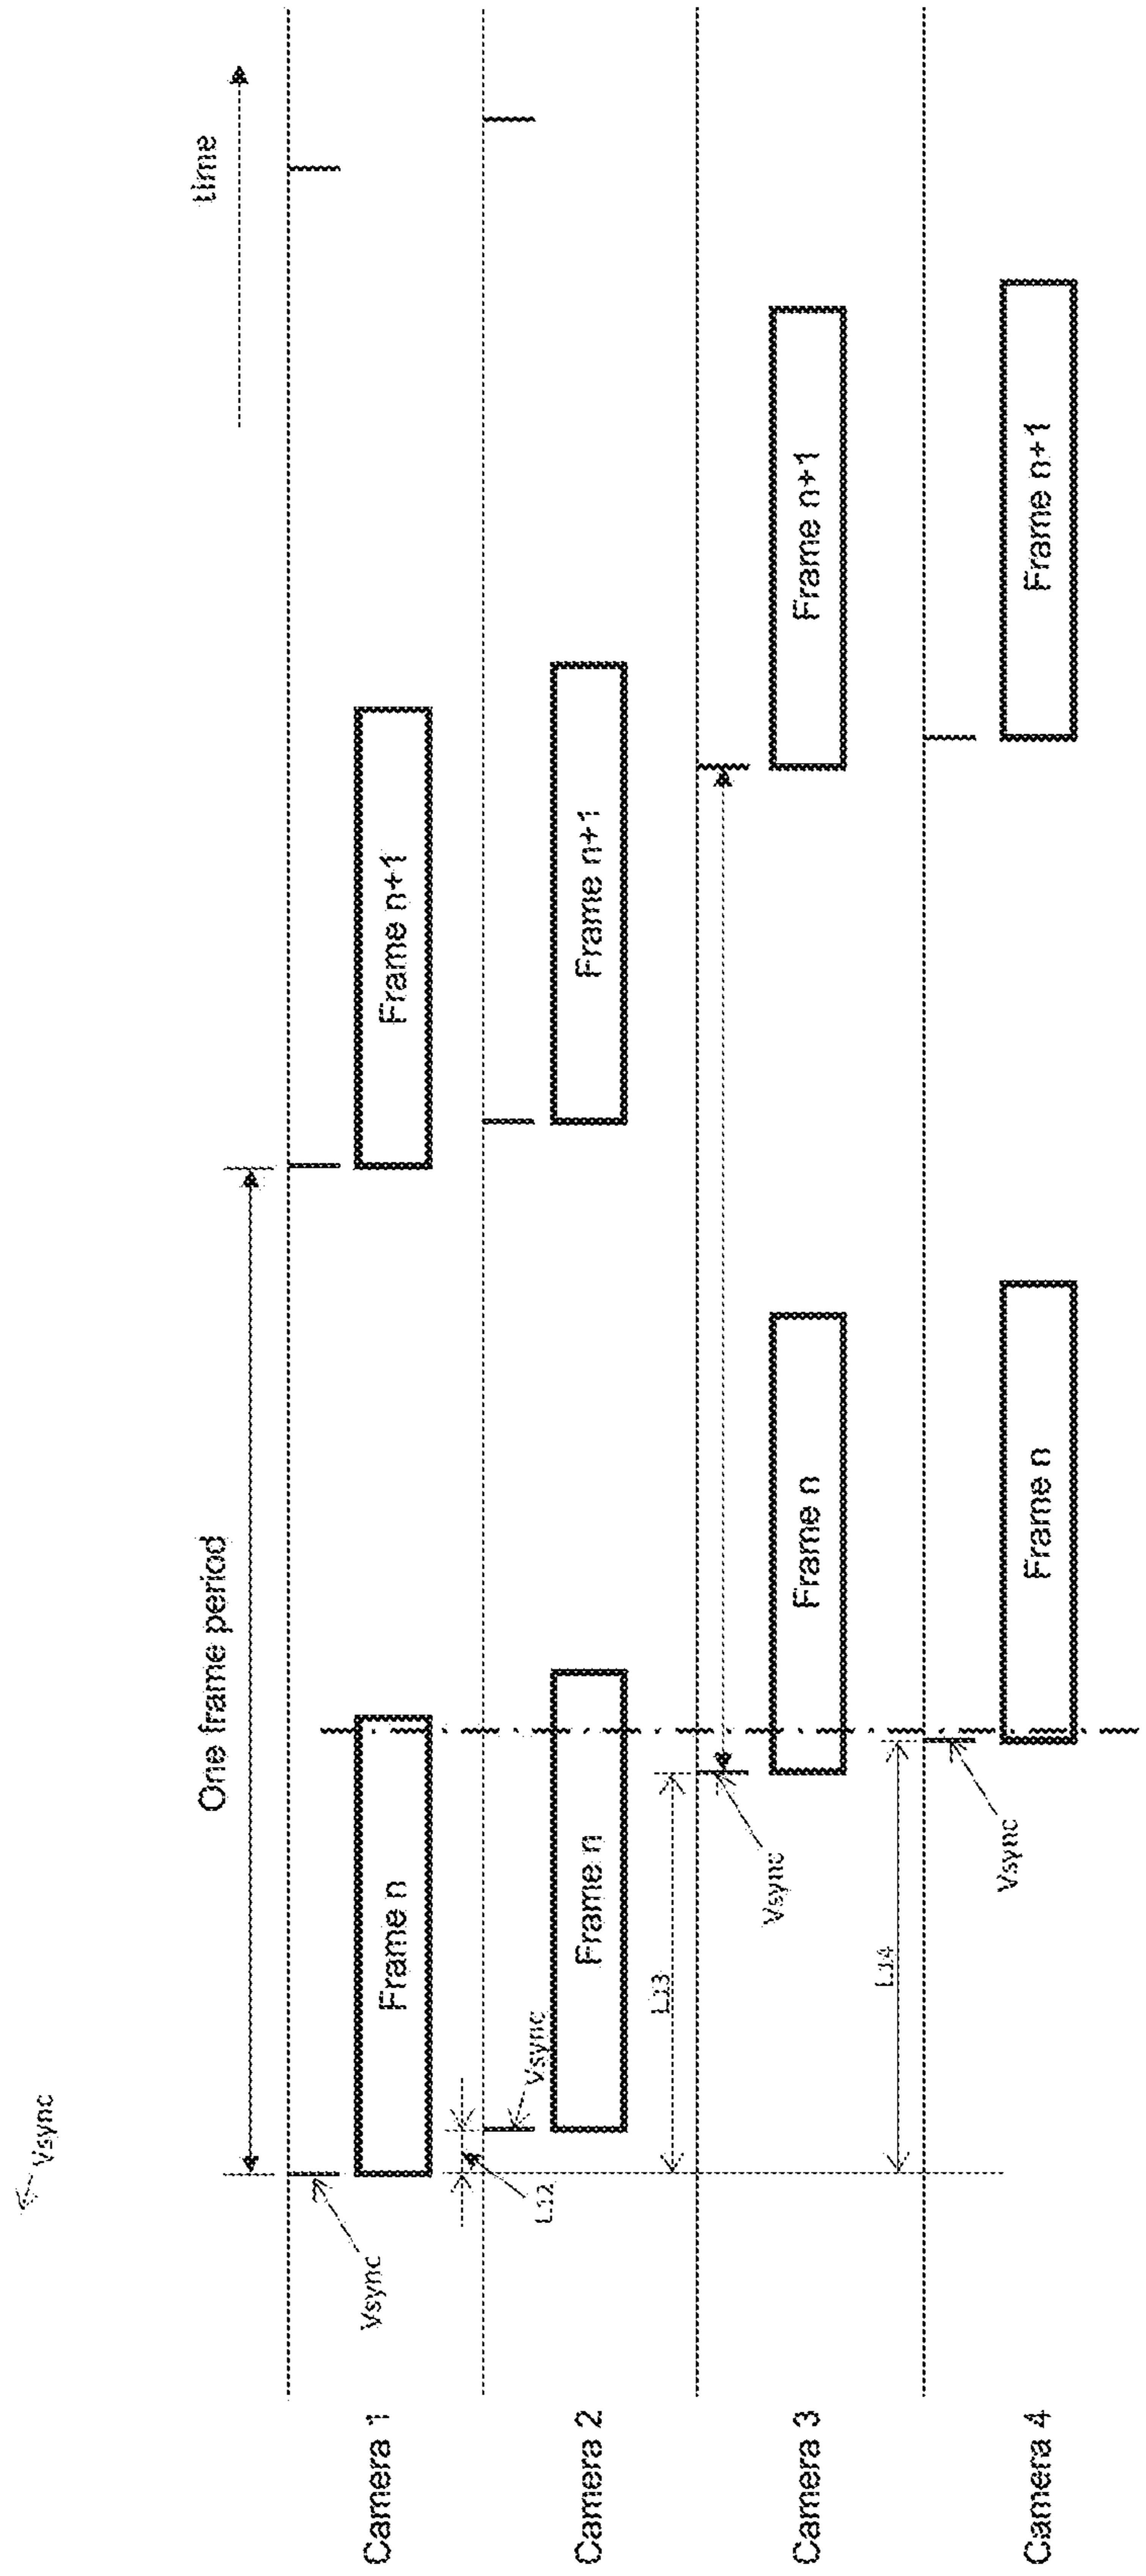 Vsync
time
One frame period
Vsync
Camera 1
Frame n
Frame n+1
L12
Vsync
Camera 2
Frame n
Frame n+1
L13
Vsync
Camera 3
Frame n
Frame n+1
L14
Vsync
Camera 4
Frame n
Frame n+1